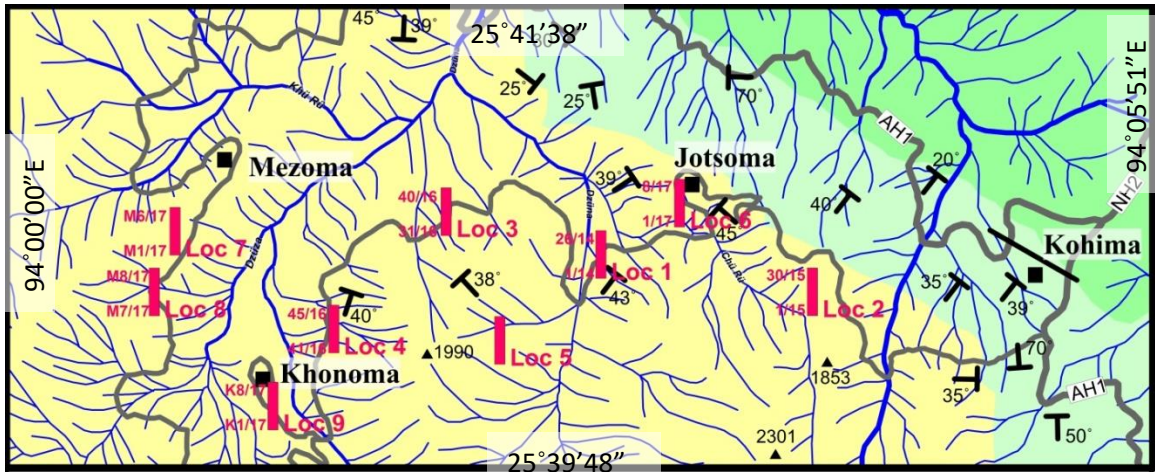 45°
39°
25°41'38"
30°
25°
25°
70°
AH1
94°05'51"E
94°00'00"E
Khü Rü
Mezoma
Jotsoma
20°
NH2
39°
8/17
40°
M6/17
40/16
Dzüna
1/17
Loc 6
45°
Loc 3
31/16
26/14
Kohima
Loc 7
M1/17
Dzüza
Loc 1
1/14
Chü Rü
M8/17
38°
43°
30/15
35°
39°
Loc 8
M7/17
45/16
40°
Loc 2
1/15
Loc 4
Loc 5
1990
70°
Khonoma
K8/17
1853
AH1
35°
AH1
Loc 9
K1/17
2301
50°
25°39'48"